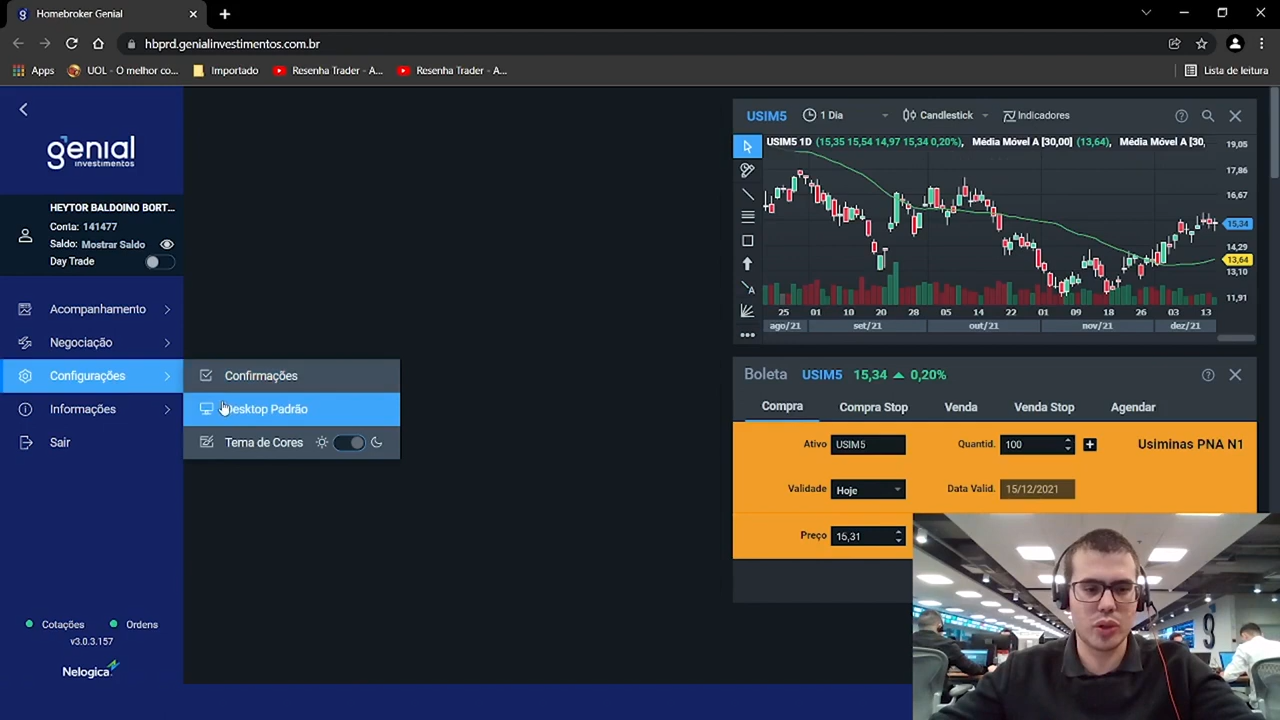 Homebroker Genial
hbprd.genialinvestimentos.com.br
Apps
UOL - O melhor co...
Importado
Resenha Trader - A...
Resenha Trader - A...
Lista de leitura
genial
investimentos
HEYTOR BALDOINO BORT...
Conta: 141477
Saldo: Mostrar Saldo
Day Trade
Acompanhamento
Negociação
Configurações
Informações
Sair
Confirmações
Desktop Padrão
Tema de Cores
Cotações
Ordens
v3.0.3.157
Nelogica
USIM5
1 Dia
Candlestick
Indicadores
USIM5 1D (15,35 15,54 14,97 15,34 0,20%), Média Móvel A [30,00] (13,64), Média Móvel A [30,
19,05
17,86
16,67
15,34
14,29
13,64
13,10
11,91
25 01 10 20 28 06 14 22 01 09 18 26 03 13
ago/21 set/21 out/21 nov/21 dez/21
Boleta USIM5 15,34 0,20%
Compra Compra Stop Venda Venda Stop Agendar
Ativo USIM5 Quantid. 100 Usiminas PNA N1
Validade Hoje Data Valid. 15/12/2021
Preço 15,31